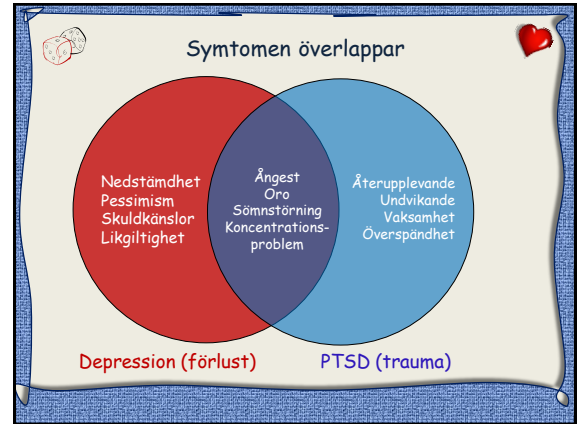 Symtomen överlappar
Nedstämdhet
Pessimism
Skuldkänslor
Likgiltighet
Ångest
Oro
Sömnstörning
Koncentrations-
problem
Återupplevande
Undvikande
Vaksamhet
Överspändhet
Depression (förlust)
PTSD (trauma)